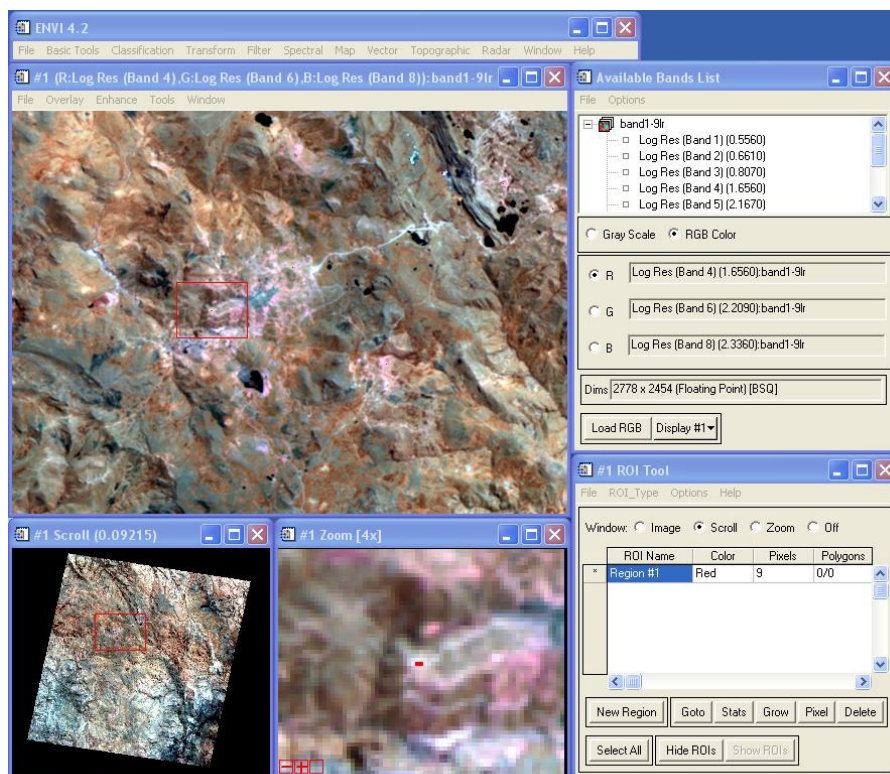 ENVI 4.2
File Basic Tools Classification Transform Filter Spectral Map Vector Topographic Radar Window Help
#1 (R:Log Res (Band 4),G:Log Res (Band 6),B:Log Res (Band 8)):band1-9lr
File Overlay Enhance Tools Window
Available Bands List
File Options
band1-9lr
Log Res (Band 1) (0.5560)
Log Res (Band 2) (0.6610)
Log Res (Band 3) (0.8070)
Log Res (Band 4) (1.6560)
Log Res (Band 5) (2.1670)
Gray Scale RGB Color
R Log Res (Band 4) (1.6560):band1-9lr
G Log Res (Band 6) (2.2090):band1-9lr
B Log Res (Band 8) (2.3360):band1-9lr
Dims 2778 x 2454 (Floating Point) [BSQ]
Load RGB Display #1
#1 Scroll (0.09215)
#1 Zoom [4x]
#1 ROI Tool
File ROI_Type Options Help
Window: Image Scroll Zoom Off
ROI Name Color Pixels Polygons
* Region #1 Red 9 0/0
New Region Goto Stats Grow Pixel Delete
Select All Hide ROIs Show ROIs